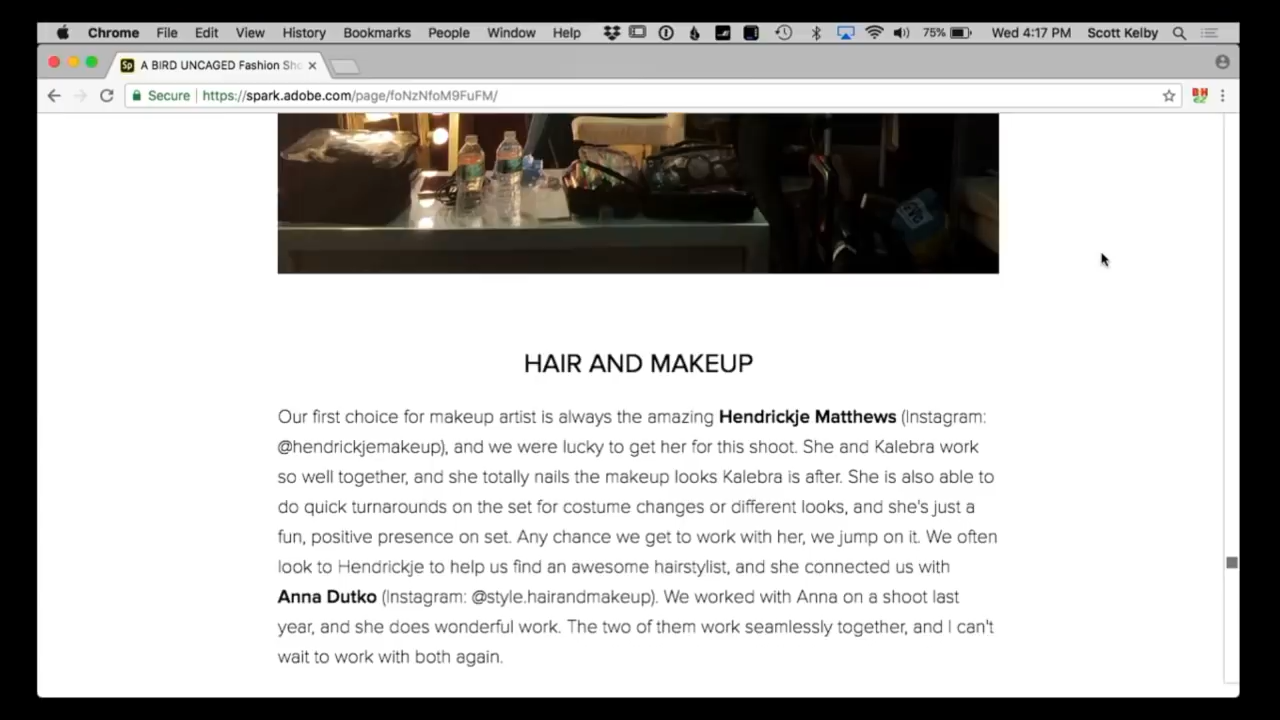 Chrome File Edit View History Bookmarks People Window Help 75% Wed 4:17 PM Scott Kelby
Sp A BIRD UNCAGED Fashion Sho
Secure https://spark.adobe.com/page/foNzNfoM9FuFM/
HAIR AND MAKEUP
Our first choice for makeup artist is always the amazing Hendrickje Matthews (Instagram:
@hendrickjemakeup), and we were lucky to get her for this shoot. She and Kalebra work
so well together, and she totally nails the makeup looks Kalebra is after. She is also able to
do quick turnarounds on the set for costume changes or different looks, and she's just a
fun, positive presence on set. Any chance we get to work with her, we jump on it. We often
look to Hendrickje to help us find an awesome hairstylist, and she connected us with
Anna Dutko (Instagram: @style.hairandmakeup). We worked with Anna on a shoot last
year, and she does wonderful work. The two of them work seamlessly together, and I can't
wait to work with both again.